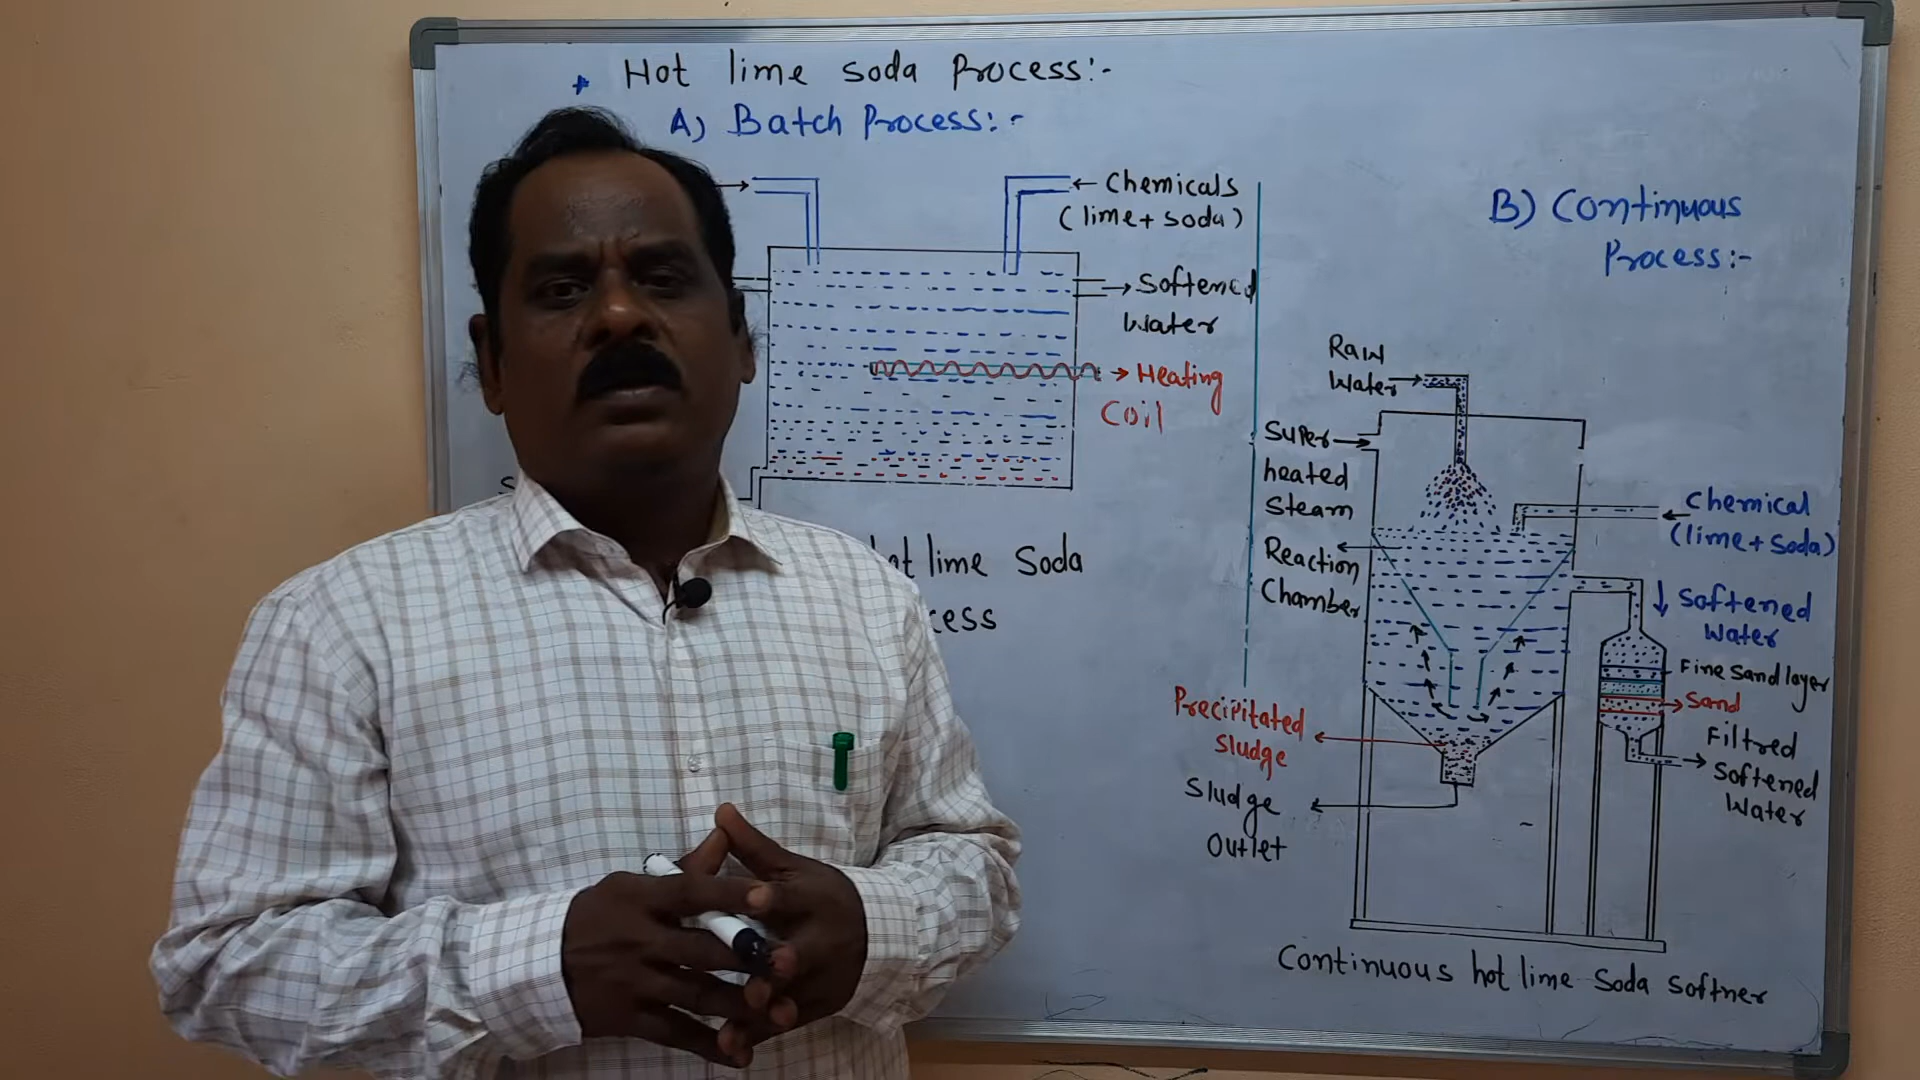 * Hot lime soda Process:-
A) Batch Process:-
← Chemicals
(lime + soda)
→ Softened
Water
→ Heating
Coil
lime Soda
B) Continuous
Process:-
Raw
Water →
Super →
heated
Steam
Reaction
Chamber
← Chemical
(lime + Soda)
↓ Softened
Water
Fine Sand layer
→ Sand
Filtred
→ Softened
Water
Precipitated
Sludge
Sludge
Outlet
Continuous hot lime Soda Softner